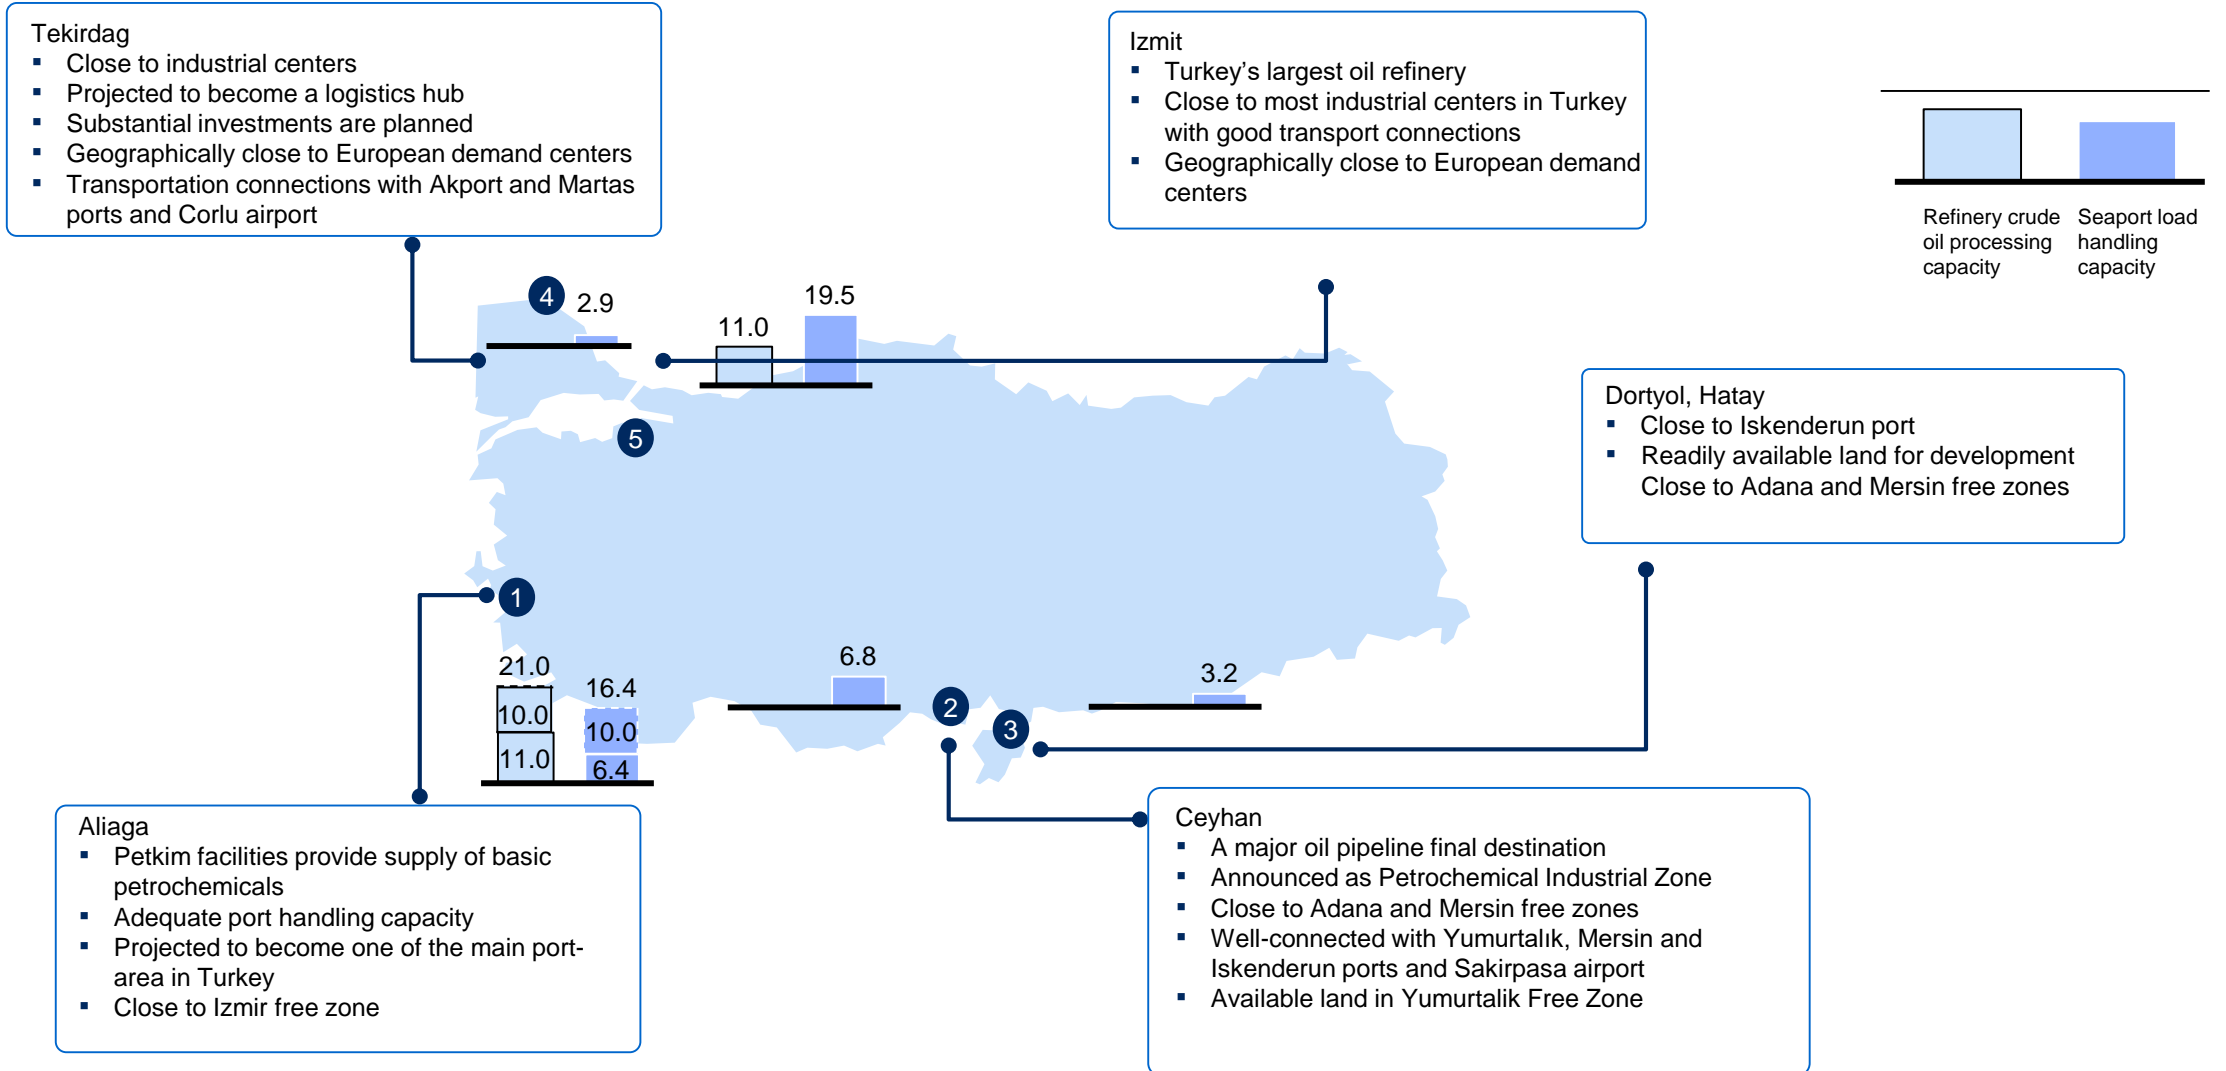 Tekirdag
▪ Close to industrial centers
▪ Projected to become a logistics hub
▪ Substantial investments are planned
▪ Geographically close to European demand centers
▪ Transportation connections with Akport and Martas
ports and Corlu airport
Izmit
▪ Turkey’s largest oil refinery
▪ Close to most industrial centers in Turkey
with good transport connections
▪ Geographically close to European demand
centers
Refinery crude
oil processing
capacity
Seaport load
handling
capacity
4
2.9
11.0
19.5
5
Dortyol, Hatay
▪ Close to Iskenderun port
▪ Readily available land for development
Close to Adana and Mersin free zones
1
21.0
10.0
11.0
16.4
10.0
6.4
6.8
2
3
3.2
Aliaga
▪ Petkim facilities provide supply of basic
petrochemicals
▪ Adequate port handling capacity
▪ Projected to become one of the main port-
area in Turkey
▪ Close to Izmir free zone
Ceyhan
▪ A major oil pipeline final destination
▪ Announced as Petrochemical Industrial Zone
▪ Close to Adana and Mersin free zones
▪ Well-connected with Yumurtalık, Mersin and
Iskenderun ports and Sakirpasa airport
▪ Available land in Yumurtalik Free Zone